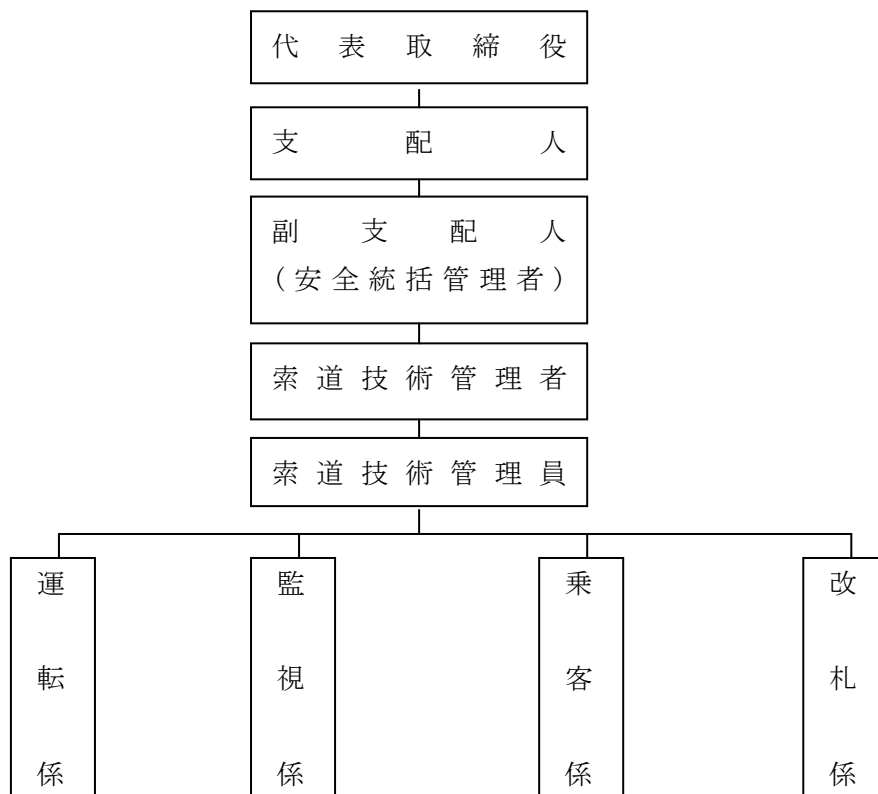 代表取締役
支配人
副支配人
(安全統括管理者)
索道技術管理者
索道技術管理員
運転係
監視係
乗客係
改札係